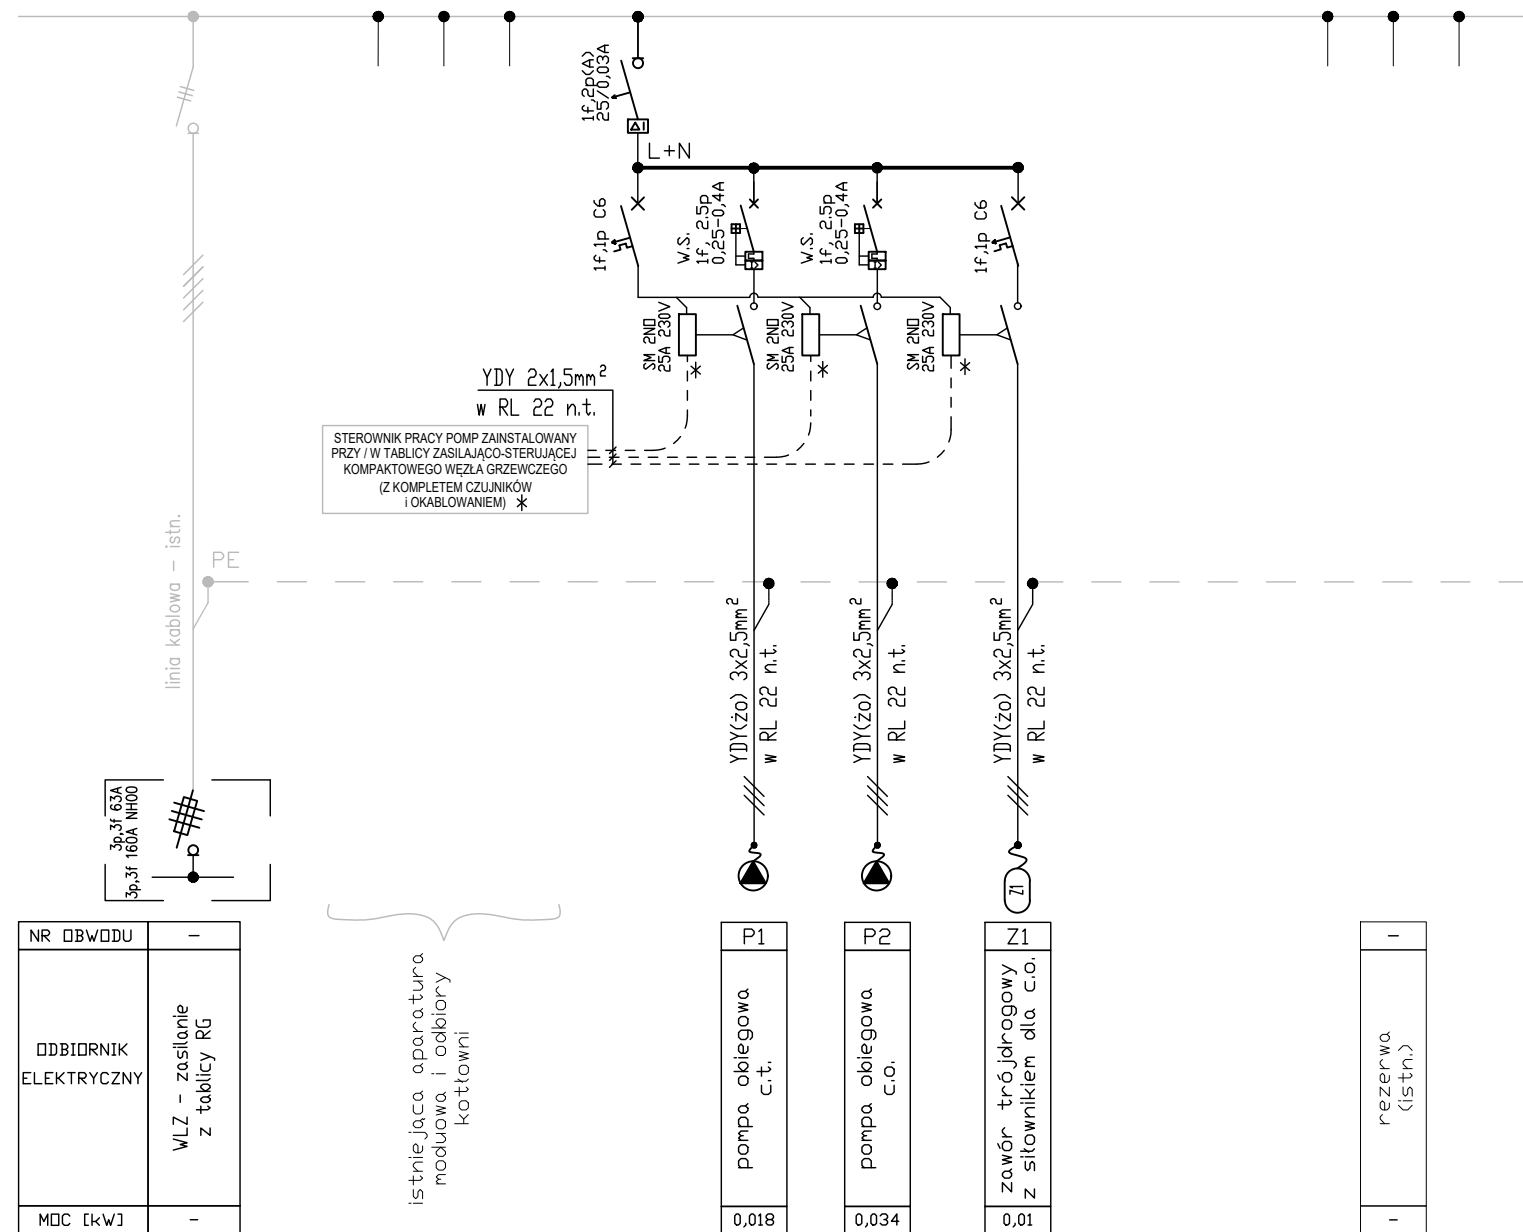 1f,2p(A)
25/0,03A
L+N
1f,1p C6
W.S.
1f, 2.5p
0,25-0,4A
W.S.
1f, 2.5p
0,25-0,4A
1f,1p C6
SM 2NO
25A 230V
*
SM 2NO
25A 230V
*
SM 2NO
25A 230V
*
YDY 2x1,5mm²
w RL 22 n.t.
STEROWNIK PRACY POMP ZAINSTALOWANY
PRZY / W TABLICY ZASILAJĄCO-STERUJĄCEJ
KOMPAKTOWEGO WĘZŁA GRZEWCZEGO
(Z KOMPLETEM CZUJNIKÓW
i OKABLOWANIEM) *
linia kablowa - istn.
PE
YDY(żo) 3x2,5mm²
w RL 22 n.t.
YDY(żo) 3x2,5mm²
w RL 22 n.t.
YDY(żo) 3x2,5mm²
w RL 22 n.t.
3p,3f 63A
3p,3f 160A NH00
Z1
NR OBWODU
-
P1
P2
Z1
-
ODBIORNIK
ELEKTRYCZNY
WLZ - zasilanie
z tablicy RG
istniejąca aparatura
moduowa i odbiory
kotłowni
pompa obiegowa
c.t.
pompa obiegowa
c.o.
zawór trójdrogowy
z siłownikiem dla c.o.
rezerwa
(istn.)
MOC [kW]
-
0,018
0,034
0,01
-